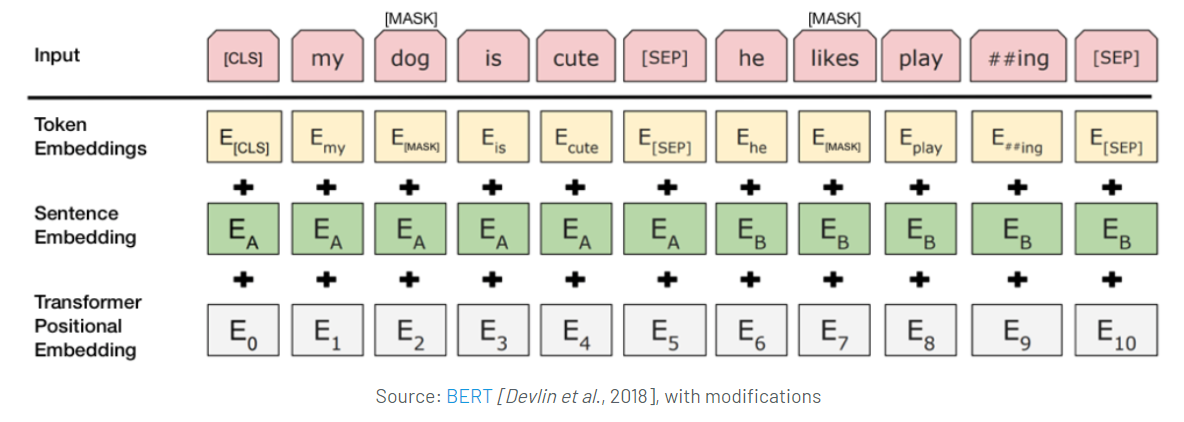 [MASK] [MASK]
Input [CLS] my dog is cute [SEP] he likes play ##ing [SEP]
Token
Embeddings E[CLS] Emy E[MASK] Eis Ecute E[SEP] Ehe E[MASK] Eplay E##ing E[SEP]
+ + + + + + + + + + +
Sentence
Embedding EA EA EA EA EA EA EB EB EB EB EB
+ + + + + + + + + + +
Transformer
Positional
Embedding E0 E1 E2 E3 E4 E5 E6 E7 E8 E9 E10
Source: BERT [Devlin et al., 2018], with modifications